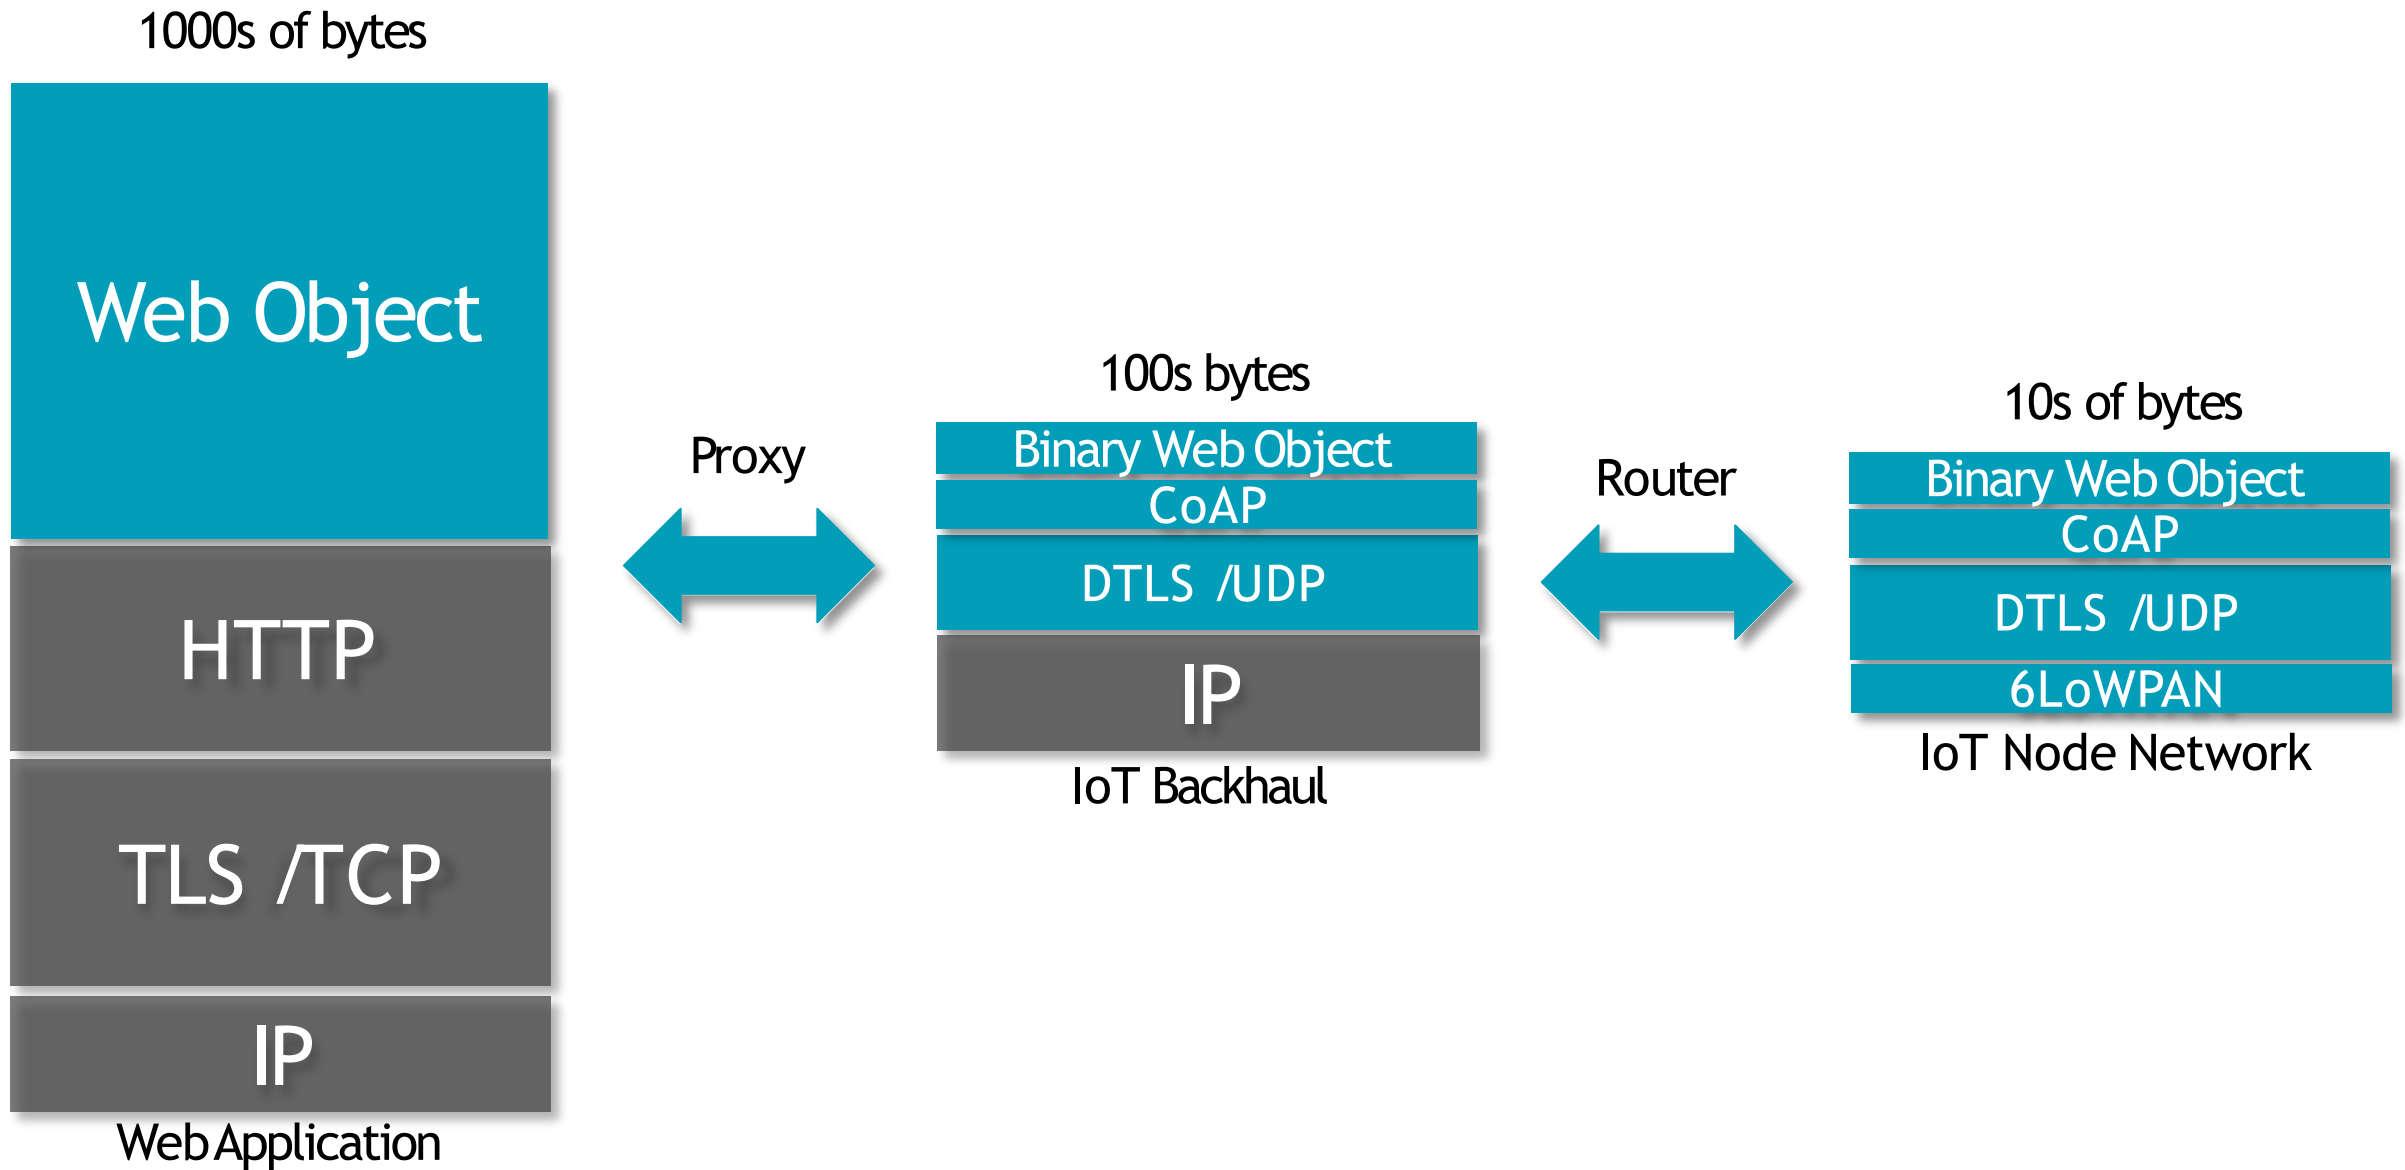 1000s of bytes
Web Object
HTTP
TLS /TCP
IP
Web Application
Proxy
100s bytes
Binary Web Object
CoAP
DTLS /UDP
IP
IoT Backhaul
Router
10s of bytes
Binary Web Object
CoAP
DTLS /UDP
6LoWPAN
IoT Node Network